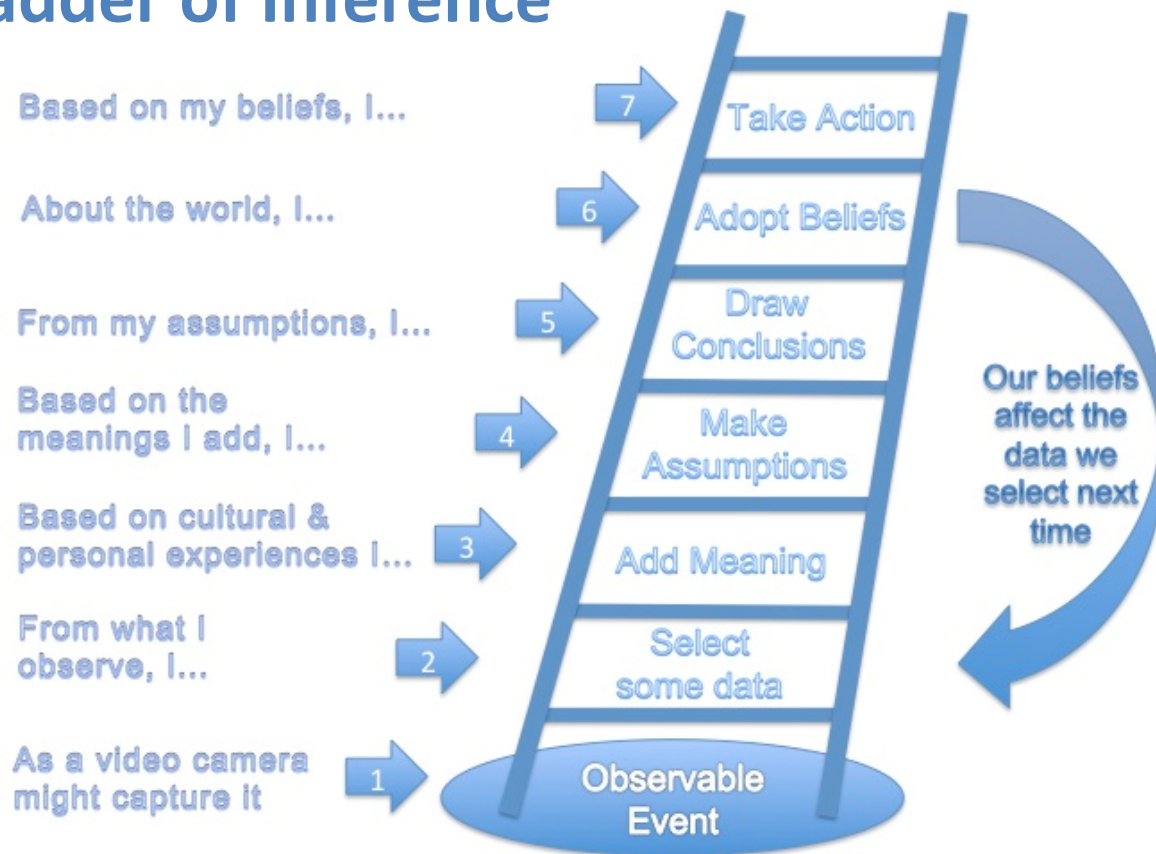 adder of Inference
Based on my beliefs, I...
7
Take Action
About the world, I...
6
Adopt Beliefs
From my assumptions, I...
5
Draw
Conclusions
Based on the
meanings I add, I...
4
Make
Assumptions
Based on cultural &
personal experiences I...
3
Add Meaning
From what I
observe, I...
2
Select
some data
As a video camera
might capture it
1
Observable
Event
Our beliefs
affect the
data we
select next
time